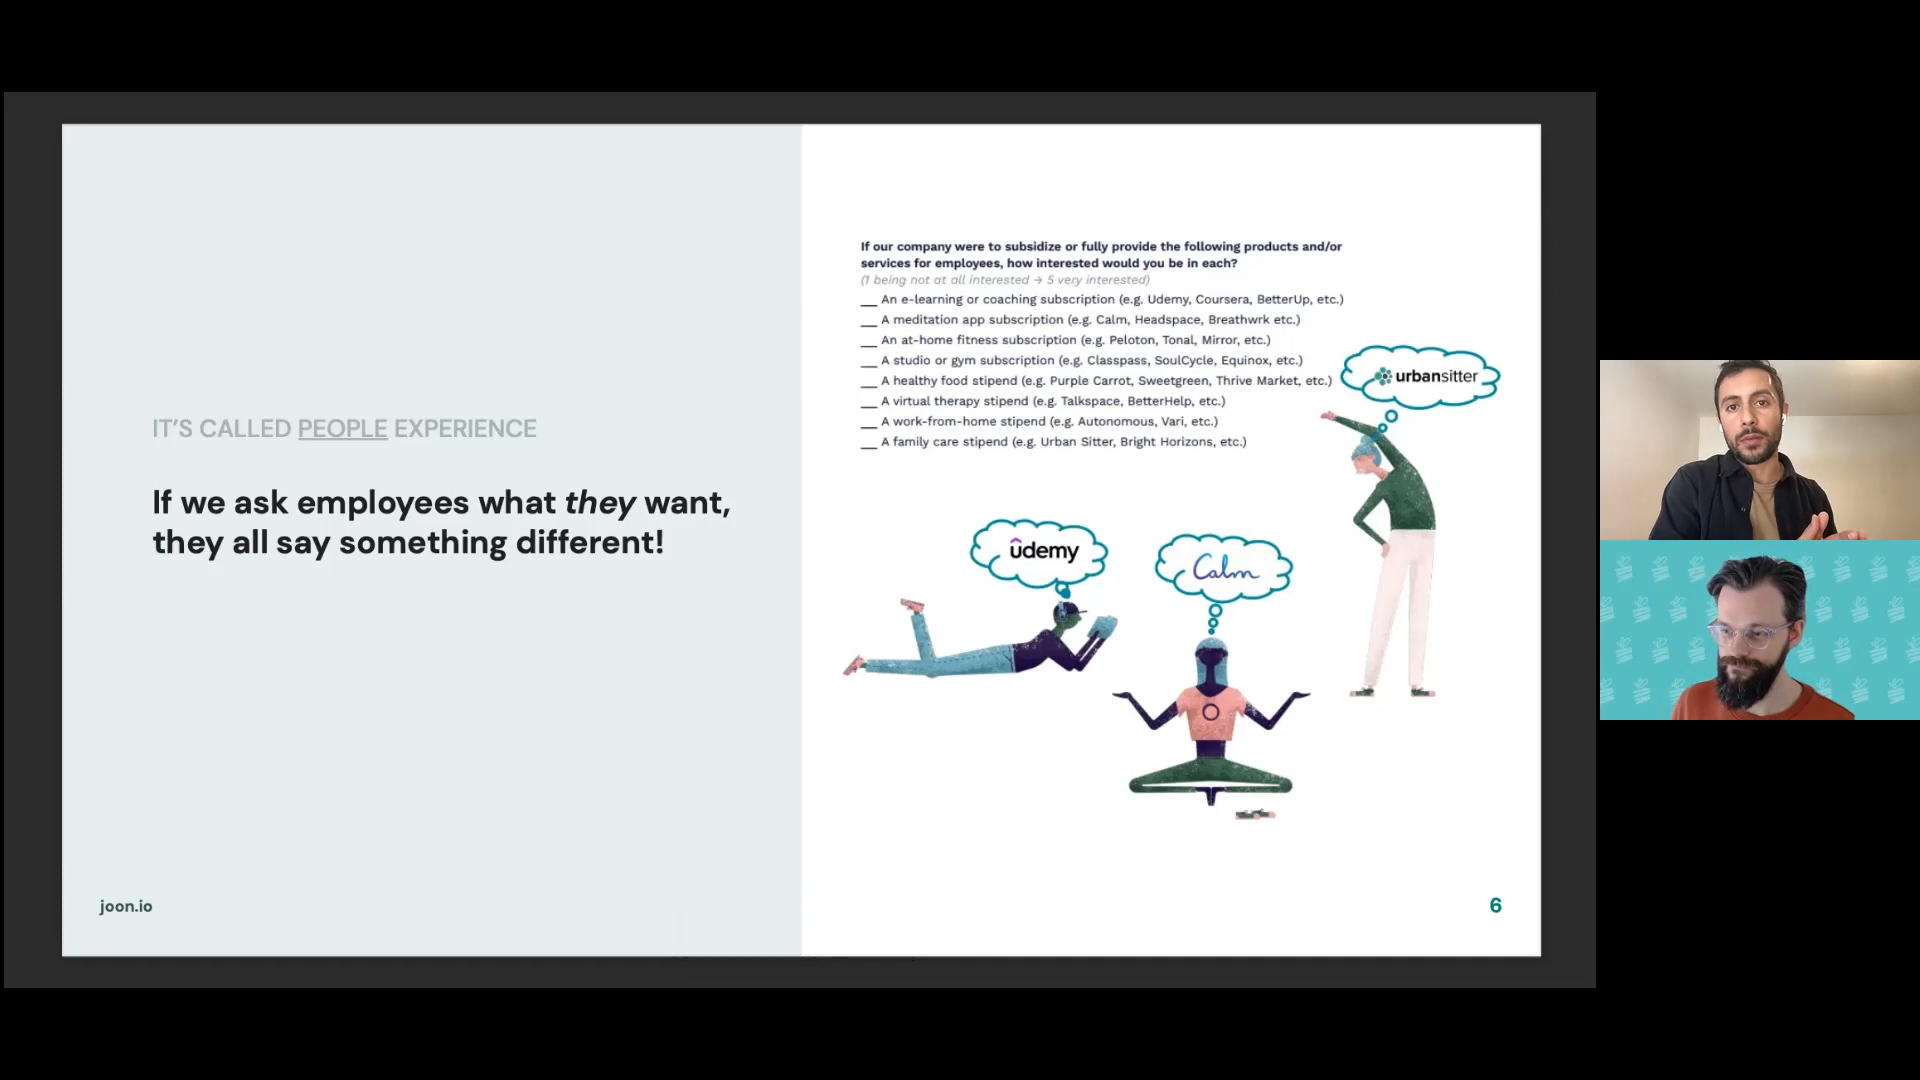 IT'S CALLED PEOPLE EXPERIENCE
If we ask employees what they want,
they all say something different!
joon.io
If our company were to subsidize or fully provide the following products and/or
services for employees, how interested would you be in each?
(1 being not at all interested → 5 very interested)
__ An e-learning or coaching subscription (e.g. Udemy, Coursera, BetterUp, etc.)
__ A meditation app subscription (e.g. Calm, Headspace, Breathwrk etc.)
__ An at-home fitness subscription (e.g. Peloton, Tonal, Mirror, etc.)
__ A studio or gym subscription (e.g. Classpass, SoulCycle, Equinox, etc.)
__ A healthy food stipend (e.g. Purple Carrot, Sweetgreen, Thrive Market, etc.)
__ A virtual therapy stipend (e.g. Talkspace, BetterHelp, etc.)
__ A work-from-home stipend (e.g. Autonomous, Vari, etc.)
__ A family care stipend (e.g. Urban Sitter, Bright Horizons, etc.)
urbansitter
udemy
Calm
6